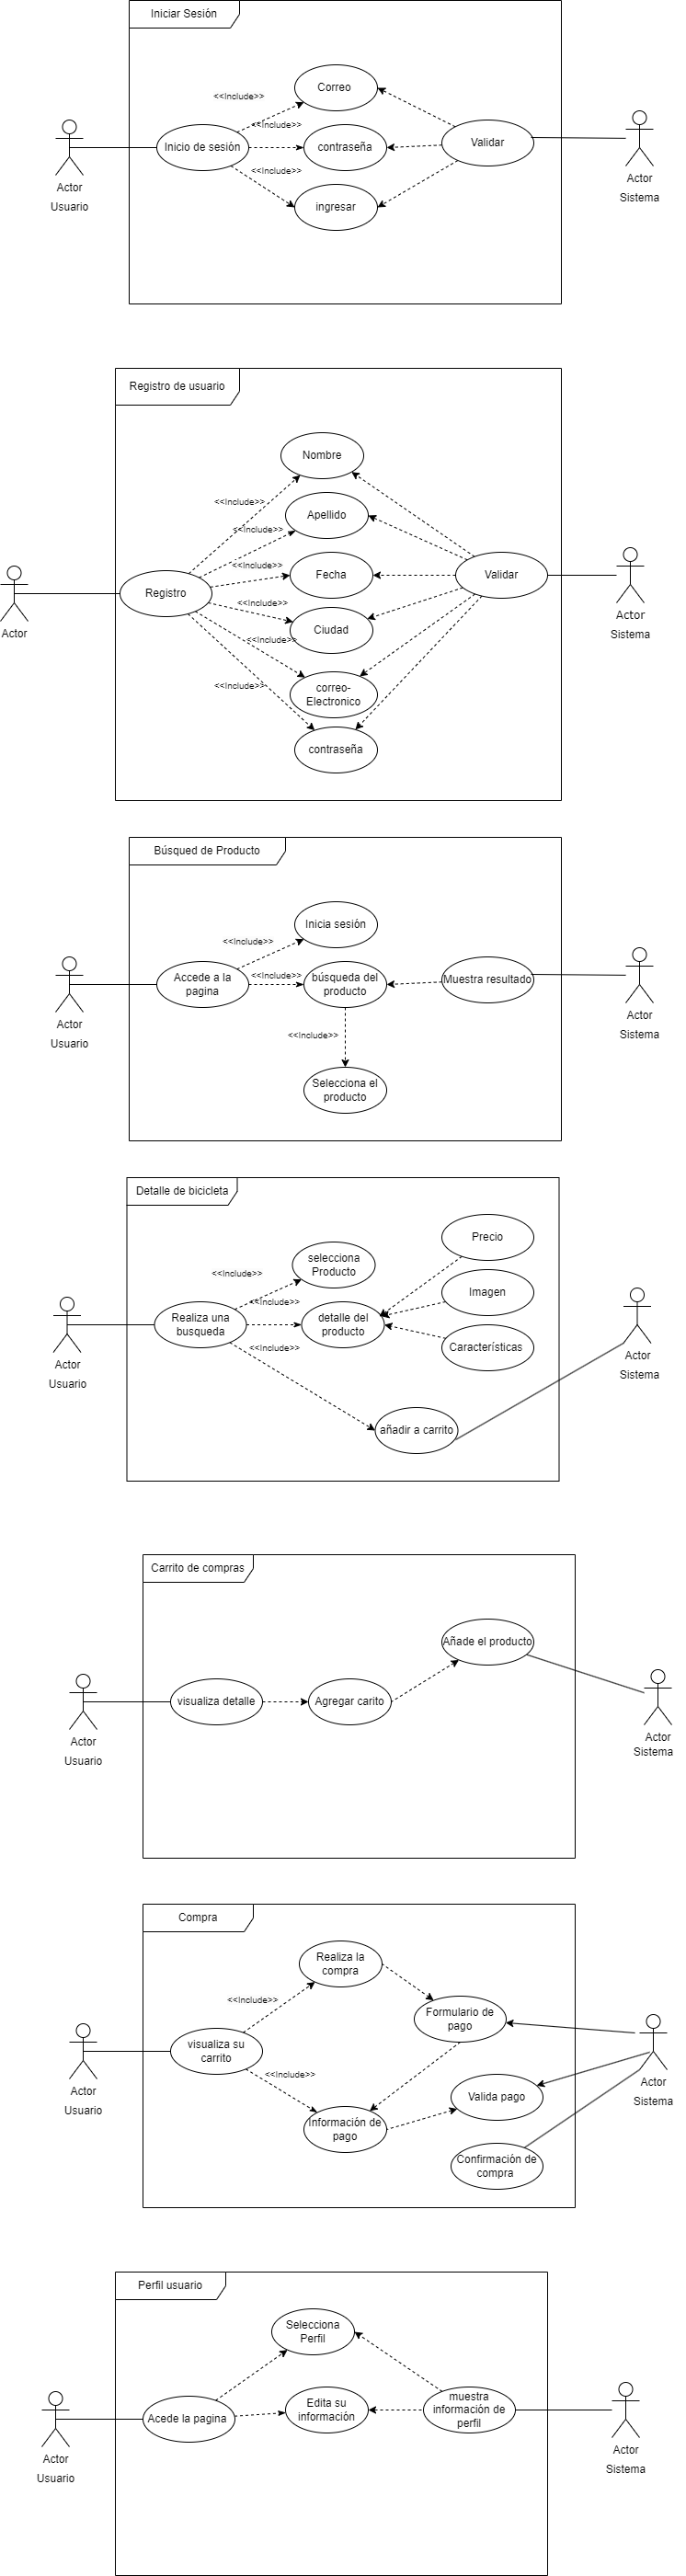 Iniciar Sesión
Correo
<<Include>>
<<Include>>
Inicio de sesión
contraseña
Validar
<<Include>>
ingresar
Actor
Usuario
Actor
Sistema
Registro de usuario
Nombre
<<Include>>
Apellido
<<Include>>
<<Include>>
Fecha
Validar
Registro
<<Include>>
Ciudad
<<Include>>
<<Include>>
correo-
Electronico
contraseña
Actor
Actor
Sistema
Búsqued de Producto
Inicia sesión
<<Include>>
Accede a la
pagina
<<Include>>
búsqueda del
producto
Muestra resultado
<<Include>>
Selecciona el
producto
Actor
Usuario
Actor
Sistema
Detalle de bicicleta
Precio
selecciona
Producto
<<Include>>
Imagen
<<Include>>
Realiza una
busqueda
detalle del
producto
Características
<<Include>>
añadir a carrito
Actor
Usuario
Actor
Sistema
Carrito de compras
Añade el producto
visualiza detalle
Agregar carito
Actor
Usuario
Actor
Sistema
Compra
Realiza la
compra
<<Include>>
Formulario de
pago
visualiza su
carrito
<<Include>>
Valida pago
Información de
pago
Confirmación de
compra
Actor
Usuario
Actor
Sistema
Perfil usuario
Selecciona
Perfil
Acede la pagina
Edita su
información
muestra
información de
perfil
Actor
Usuario
Actor
Sistema